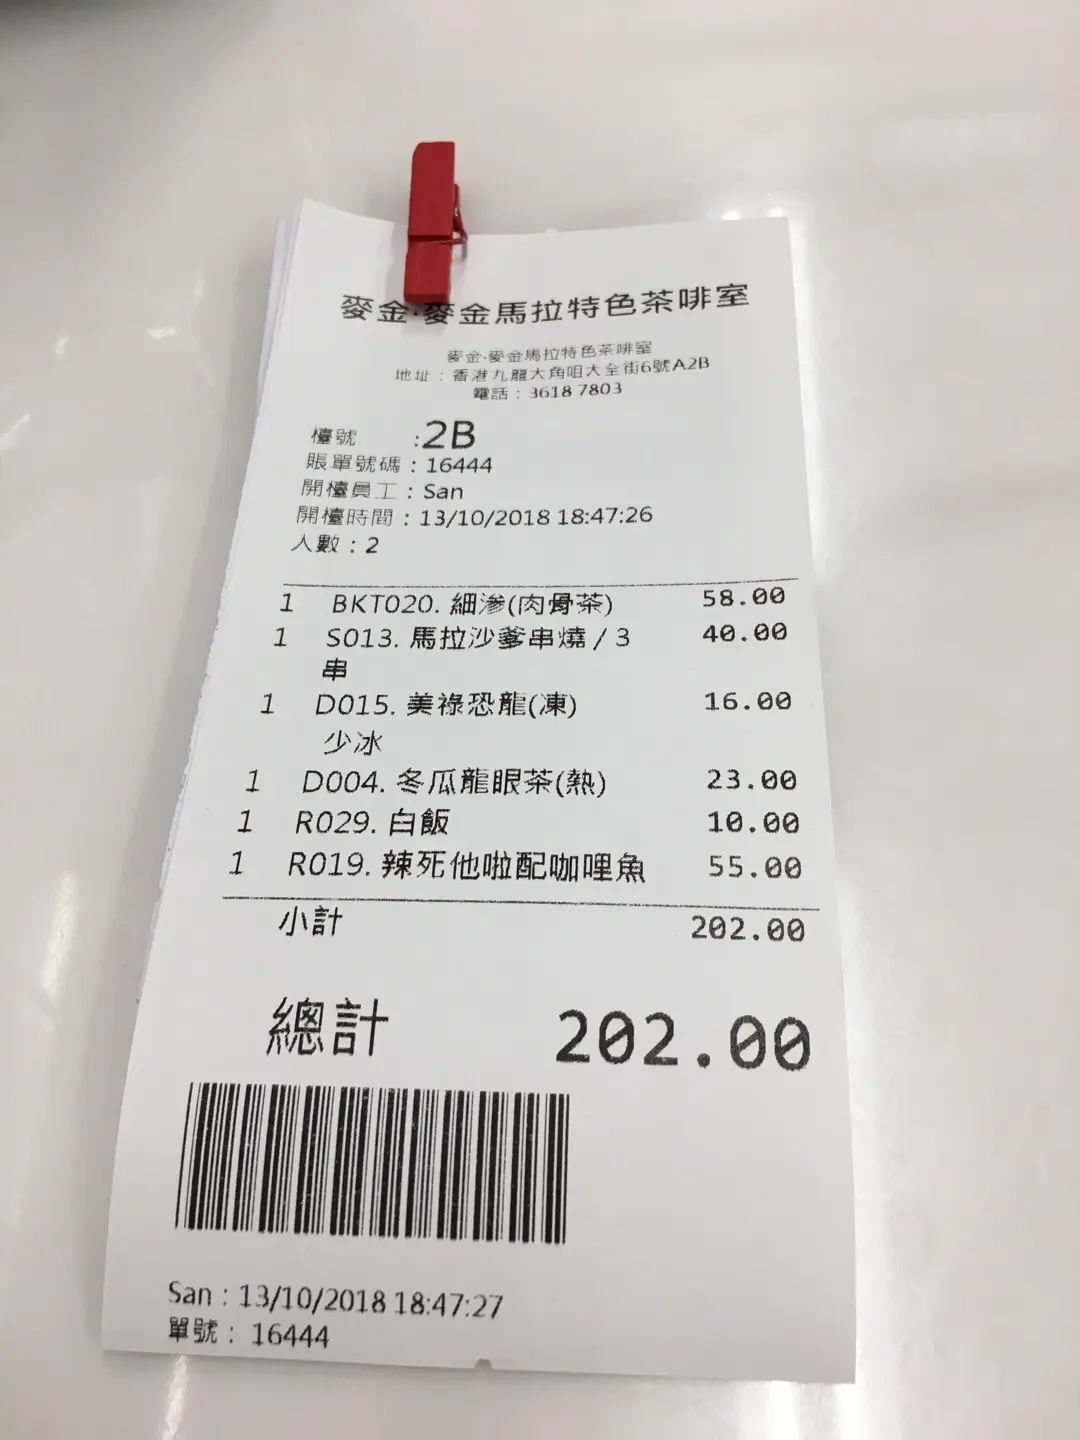 麥金·麥金馬拉特色茶啡室
麥金·麥金馬拉特色茶啡室
地址：香港九龍大角咀大全街6號A2B
電話：3618 7803
檯號 :2B
賬單號碼：16444
開檯員工：San
開檯時間：13/10/2018 18:47:26
人數：2
1 BKT020. 細滲(肉骨茶) 58.00
1 S013. 馬拉沙爹串燒 / 3 40.00
串
1 D015. 美祿恐龍(凍) 16.00
少冰
1 D004. 冬瓜龍眼茶(熱) 23.00
1 R029. 白飯 10.00
1 R019. 辣死他啦配咖哩魚 55.00
小計 202.00
總計 202.00
San : 13/10/2018 18:47:27
單號： 16444